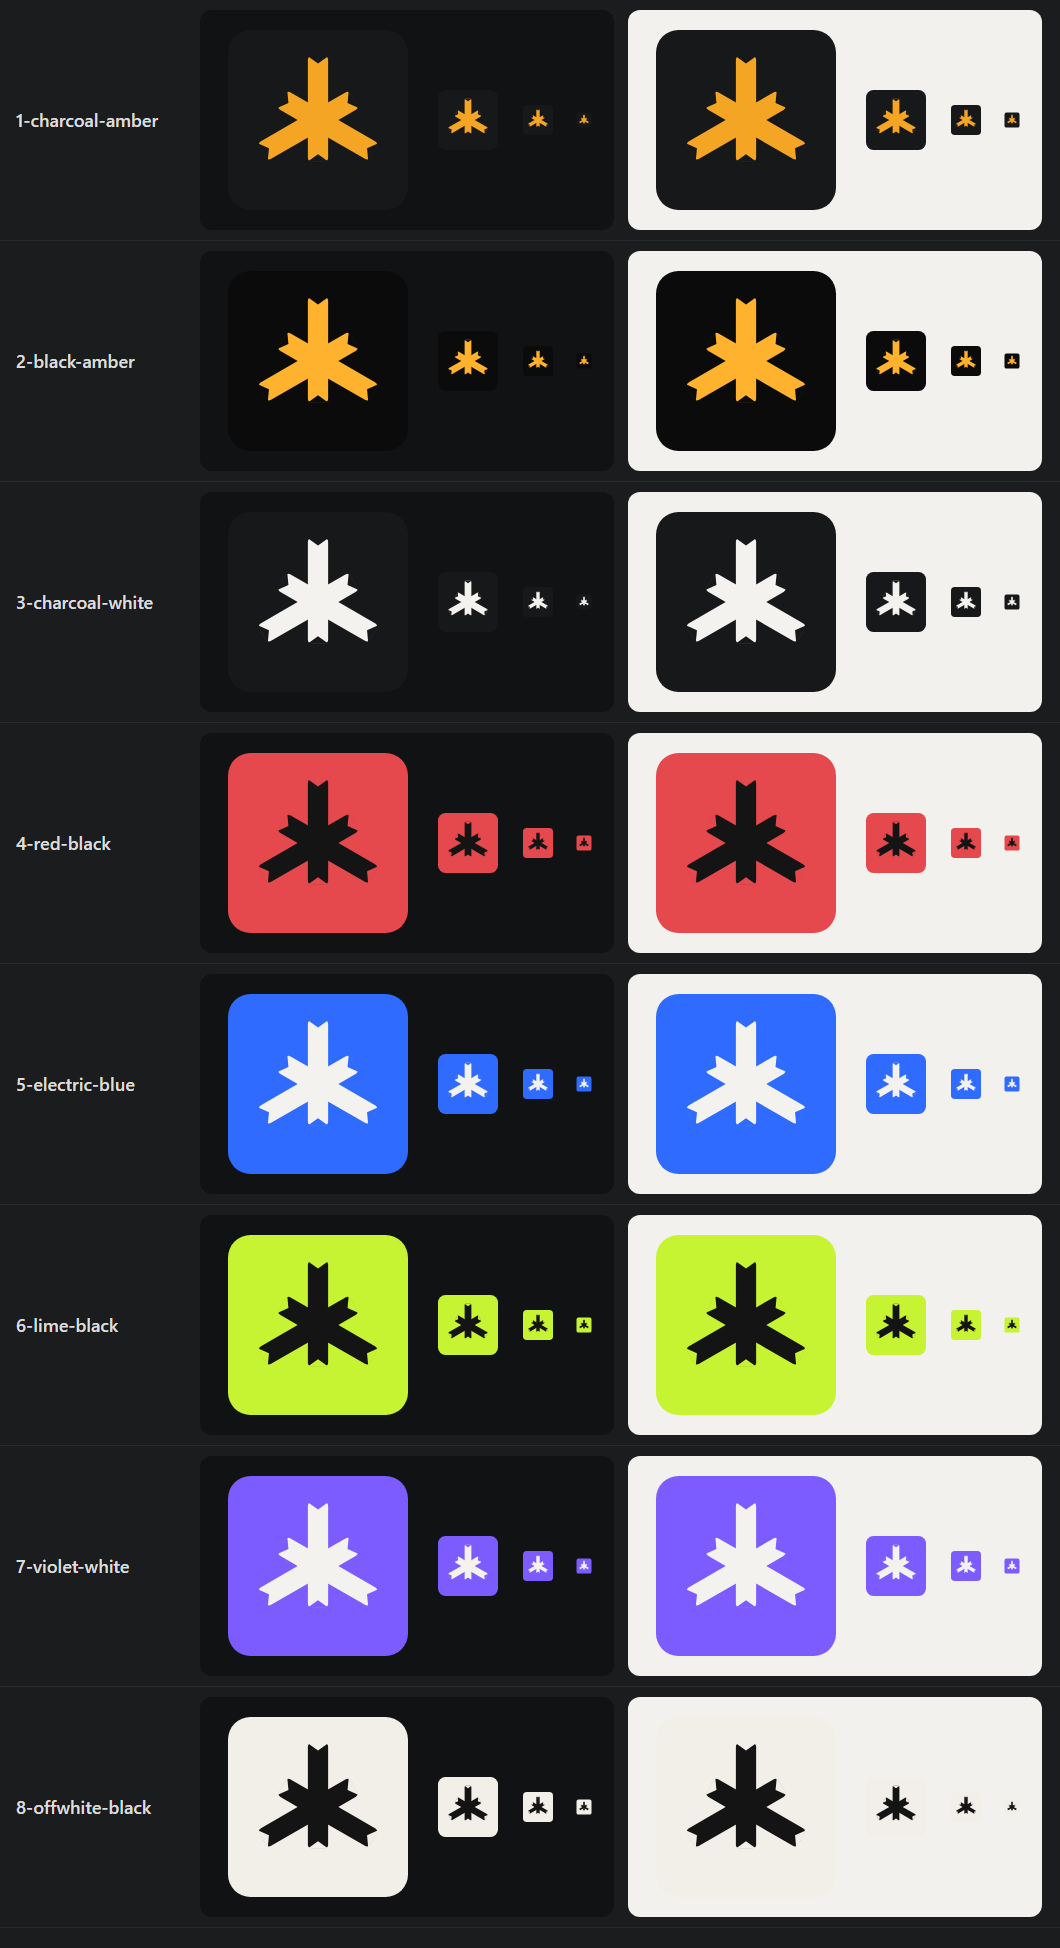 1-charcoal-amber
2-black-amber
3-charcoal-white
4-red-black
5-electric-blue
6-lime-black
7-violet-white
8-offwhite-black